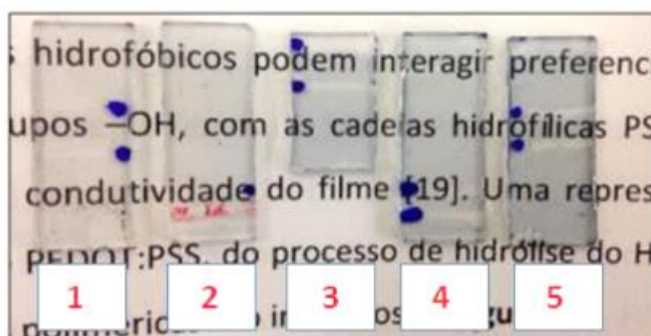 s hidrofóbicos podem interagir preferenc
upos –OH, com as cadeias hidrofílicas PS
condutividade do filme [19]. Uma repres
PEDOT:PSS, do processo de hidrólise do H
1 2 3 4 5